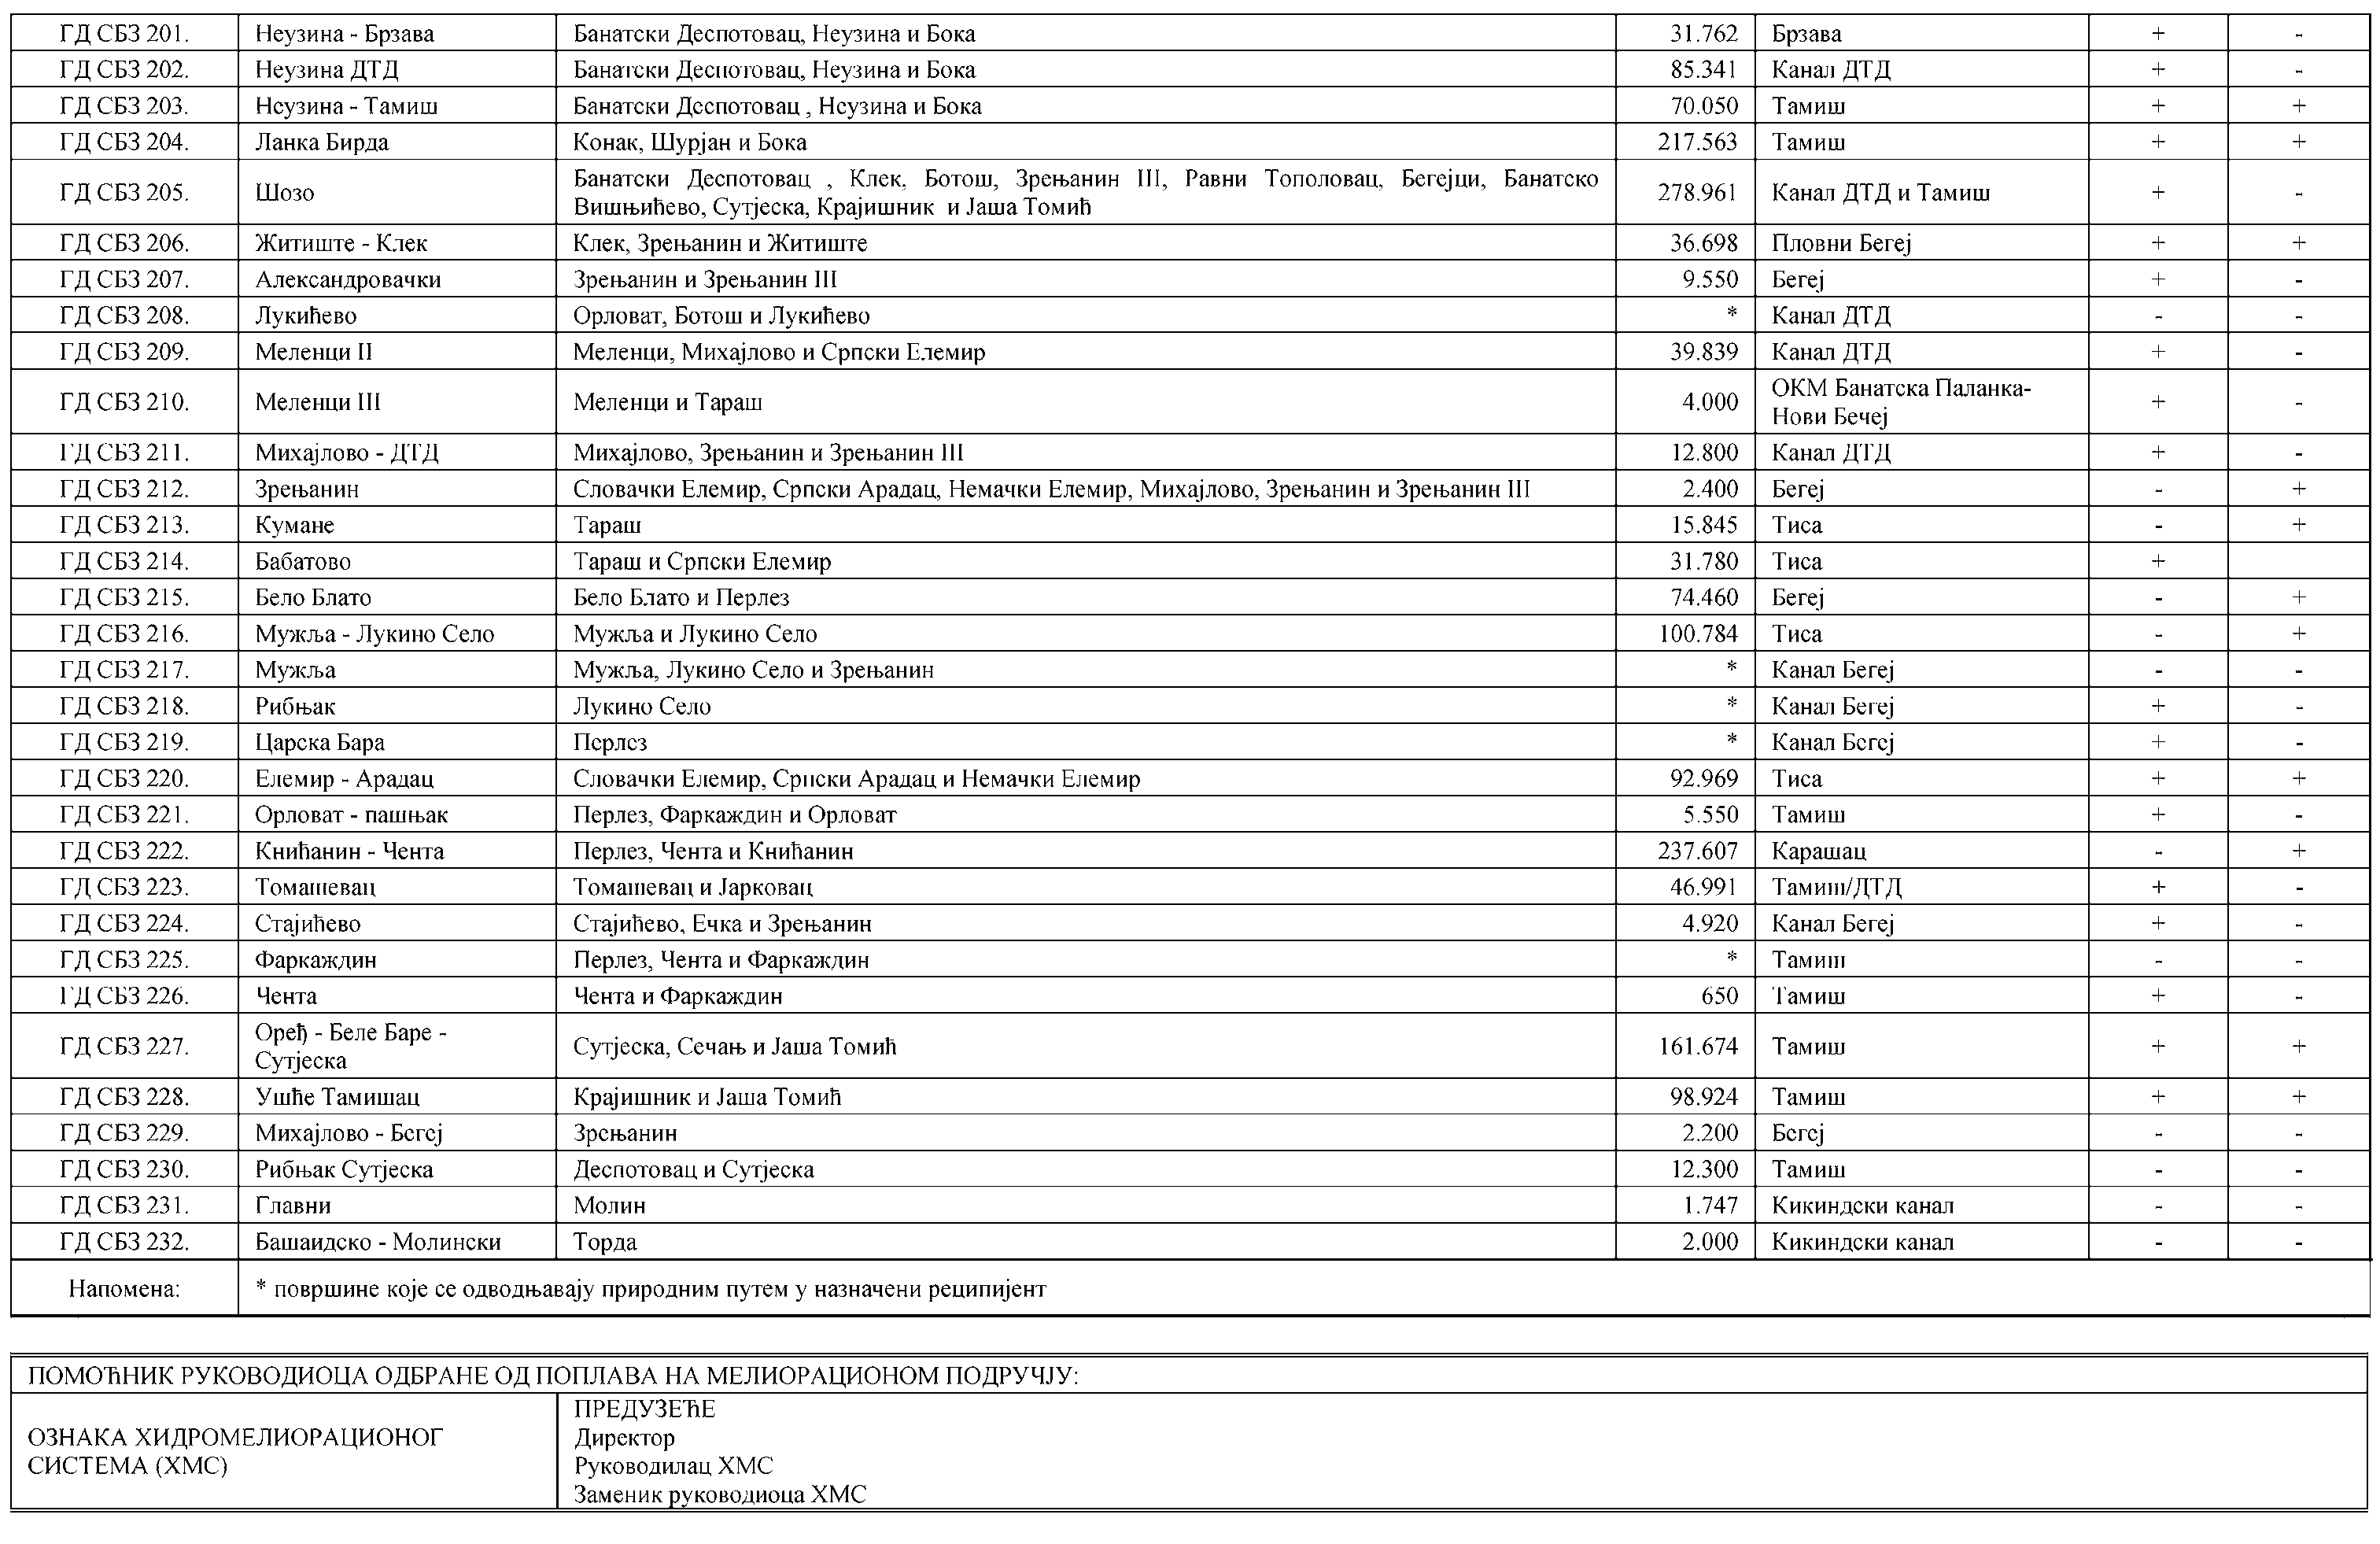 ГД СБЗ 201. Неузина - Брзава Банатски Деспотовац, Неузина и Бока 31.762 Брзава + -
ГД СБЗ 202. Неузина ДТД Банатски Деспотовац, Неузина и Бока 85.341 Канал ДТД + -
ГД СБЗ 203. Неузина - Тамиш Банатски Деспотовац , Неузина и Бока 70.050 Тамиш + +
ГД СБЗ 204. Ланка Бирда Конак, Шурјан и Бока 217.563 Тамиш + +
ГД СБЗ 205. Шозо Банатски Деспотовац , Клек, Ботош, Зрењанин III, Равни Тополовац, Бегејци, Банатско
Вишњићево, Сутјеска, Крајишник и Јаша Томић 278.961 Канал ДТД и Тамиш + -
ГД СБЗ 206. Житиште - Клек Клек, Зрењанин и Житиште 36.698 Пловни Бегеј + +
ГД СБЗ 207. Александровачки Зрењанин и Зрењанин III 9.550 Бегеј + -
ГД СБЗ 208. Лукићево Орловат, Ботош и Лукићево * Канал ДТД - -
ГД СБЗ 209. Меленци II Меленци, Михајлово и Српски Елемир 39.839 Канал ДТД + -
ГД СБЗ 210. Меленци III Меленци и Тараш 4.000 ОКМ Банатска Паланка-
Нови Бечеј + -
ГД СБЗ 211. Михајлово - ДТД Михајлово, Зрењанин и Зрењанин III 12.800 Канал ДТД + -
ГД СБЗ 212. Зрењанин Словачки Елемир, Српски Арадац, Немачки Елемир, Михајлово, Зрењанин и Зрењанин III 2.400 Бегеј - +
ГД СБЗ 213. Кумане Тараш 15.845 Тиса - +
ГД СБЗ 214. Бабатово Тараш и Српски Елемир 31.780 Тиса +
ГД СБЗ 215. Бело Блато Бело Блато и Перлез 74.460 Бегеј - +
ГД СБЗ 216. Мужља - Лукино Село Мужља и Лукино Село 100.784 Тиса - +
ГД СБЗ 217. Мужља Мужља, Лукино Село и Зрењанин * Канал Бегеј - -
ГД СБЗ 218. Рибњак Лукино Село * Канал Бегеј + -
ГД СБЗ 219. Царска Бара Перлез * Канал Бегеј + -
ГД СБЗ 220. Елемир - Арадац Словачки Елемир, Српски Арадац и Немачки Елемир 92.969 Тиса + +
ГД СБЗ 221. Орловат - пашњак Перлез, Фаркаждин и Орловат 5.550 Тамиш + -
ГД СБЗ 222. Книћанин - Чента Перлез, Чента и Книћанин 237.607 Карашац - +
ГД СБЗ 223. Томашевац Томашевац и Јарковац 46.991 Тамиш/ДТД + -
ГД СБЗ 224. Стајићево Стајићево, Ечка и Зрењанин 4.920 Канал Бегеј + -
ГД СБЗ 225. Фаркаждин Перлез, Чента и Фаркаждин * Тамиш - -
ГД СБЗ 226. Чента Чента и Фаркаждин 650 Тамиш + -
ГД СБЗ 227. Оређ - Беле Баре -
Сутјеска Сутјеска, Сечањ и Јаша Томић 161.674 Тамиш + +
ГД СБЗ 228. Ушће Тамишац Крајишник и Јаша Томић 98.924 Тамиш + +
ГД СБЗ 229. Михајлово - Бегеј Зрењанин 2.200 Бегеј - -
ГД СБЗ 230. Рибњак Сутјеска Деспотовац и Сутјеска 12.300 Тамиш - -
ГД СБЗ 231. Главни Молин 1.747 Кикиндски канал - -
ГД СБЗ 232. Башаидско - Молински Торда 2.000 Кикиндски канал - -
Напомена: * површине које се одводњавају природним путем у назначени реципијент
ПОМОЋНИК РУКОВОДИОЦА ОДБРАНЕ ОД ПОПЛАВА НА МЕЛИОРАЦИОНОМ ПОДРУЧЈУ:
ОЗНАКА ХИДРОМЕЛИОРАЦИОНОГ
СИСТЕМА (ХМС)
ПРЕДУЗЕЋЕ
Директор
Руководилац ХМС
Заменик руководиоца ХМС